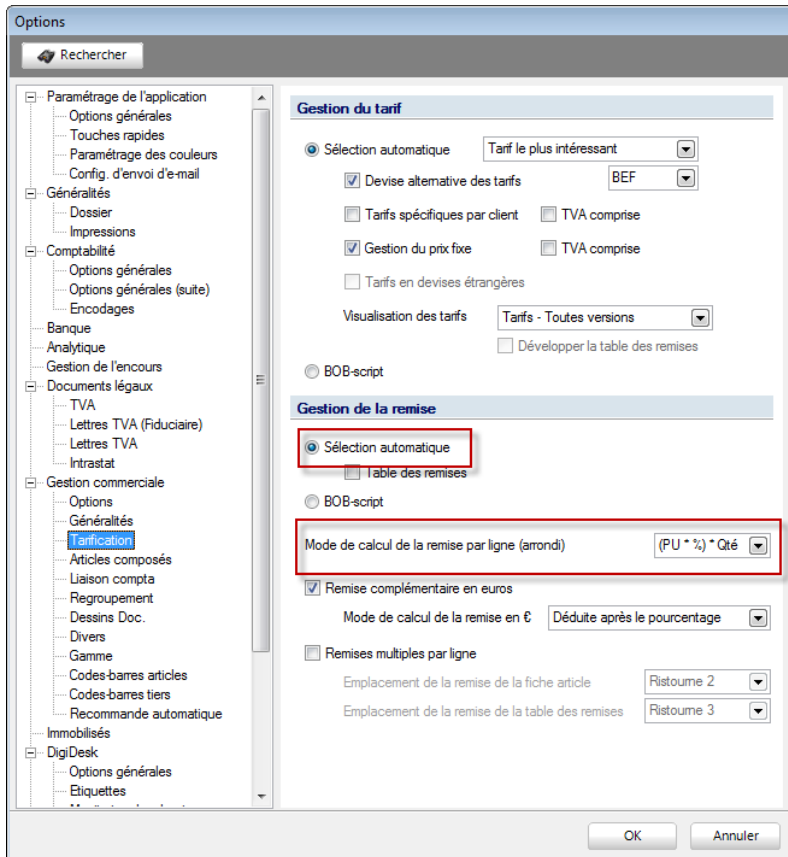 Options
Rechercher
Paramétrage de l'application
Options générales
Touches rapides
Paramétrage des couleurs
Config. d'envoi d'e-mail
Généralités
Dossier
Impressions
Comptabilité
Options générales
Options générales (suite)
Encodages
Banque
Analytique
Gestion de l'encours
Documents légaux
TVA
Lettres TVA (Fiduciaire)
Lettres TVA
Intrastat
Gestion commerciale
Options
Généralités
Tarification
Articles composés
Liaison compta
Regroupement
Dessins Doc.
Divers
Gamme
Codes-barres articles
Codes-barres tiers
Recommande automatique
Immobilisés
DigiDesk
Options générales
Etiquettes
Gestion du tarif
Sélection automatique Tarif le plus intéressant
Devise alternative des tarifs BEF
Tarifs spécifiques par client TVA comprise
Gestion du prix fixe TVA comprise
Tarifs en devises étrangères
Visualisation des tarifs Tarifs - Toutes versions
Développer la table des remises
BOB-script
Gestion de la remise
Sélection automatique
Table des remises
BOB-script
Mode de calcul de la remise par ligne (arrondi) (PU * %) * Qté
Remise complémentaire en euros
Mode de calcul de la remise en € Déduite après le pourcentage
Remises multiples par ligne
Emplacement de la remise de la fiche article Ristourne 2
Emplacement de la remise de la table des remises Ristourne 3
OK Annuler